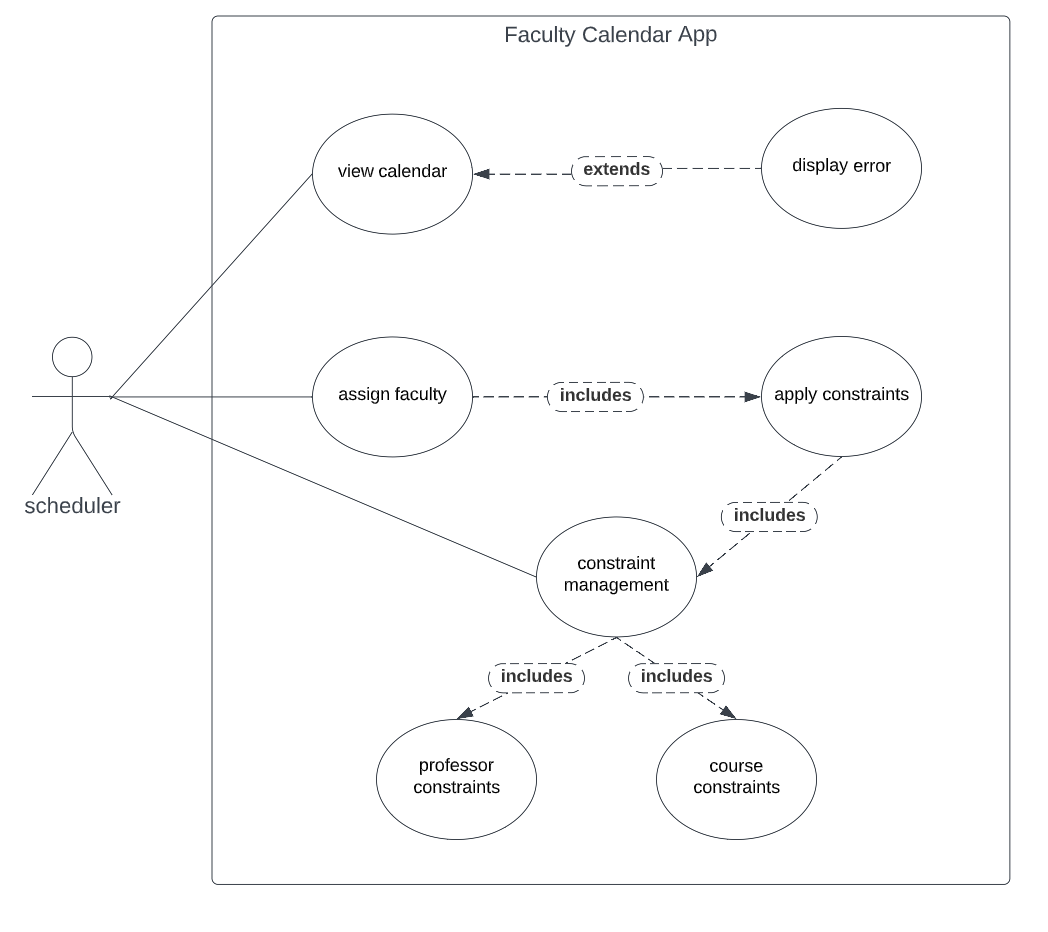 Faculty Calendar App
view calendar
extends
display error
assign faculty
includes
apply constraints
scheduler
includes
constraint
management
includes
includes
professor
constraints
course
constraints